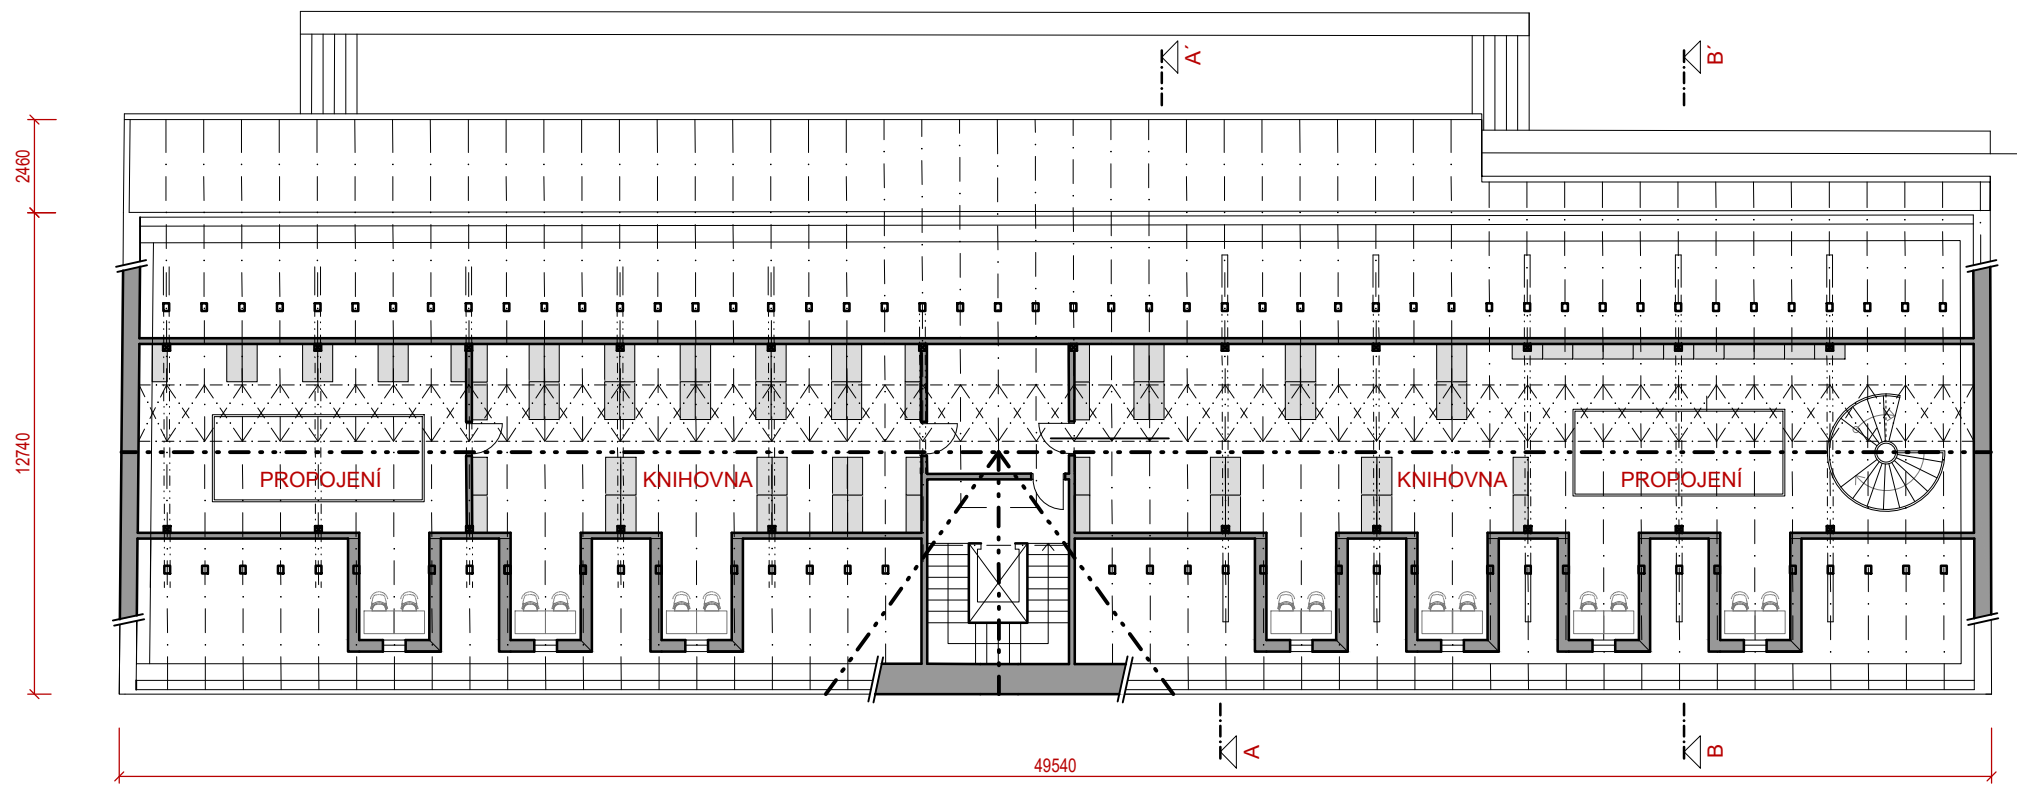 A´
B´
2460
12740
PROPOJENÍ
KNIHOVNA
KNIHOVNA
PROPOJENÍ
A
B
49540